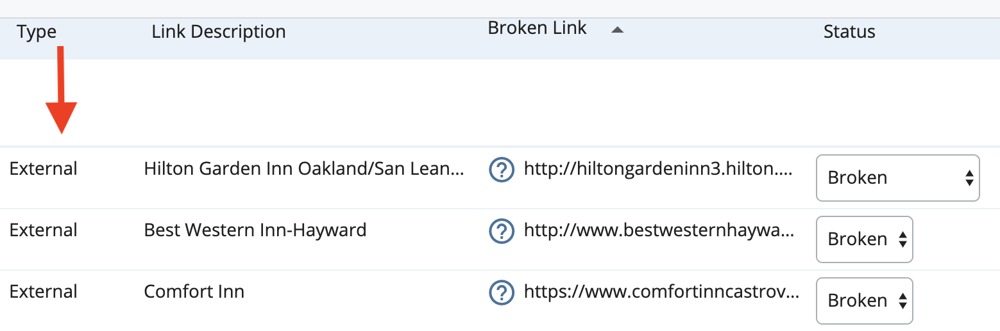 Type Link Description Broken Link Status
External Hilton Garden Inn Oakland/San Lean... http://hiltongardeninn3.hilton.... Broken
External Best Western Inn-Hayward http://www.bestwesternhaywa... Broken
External Comfort Inn https://www.comfortinncastrov... Broken